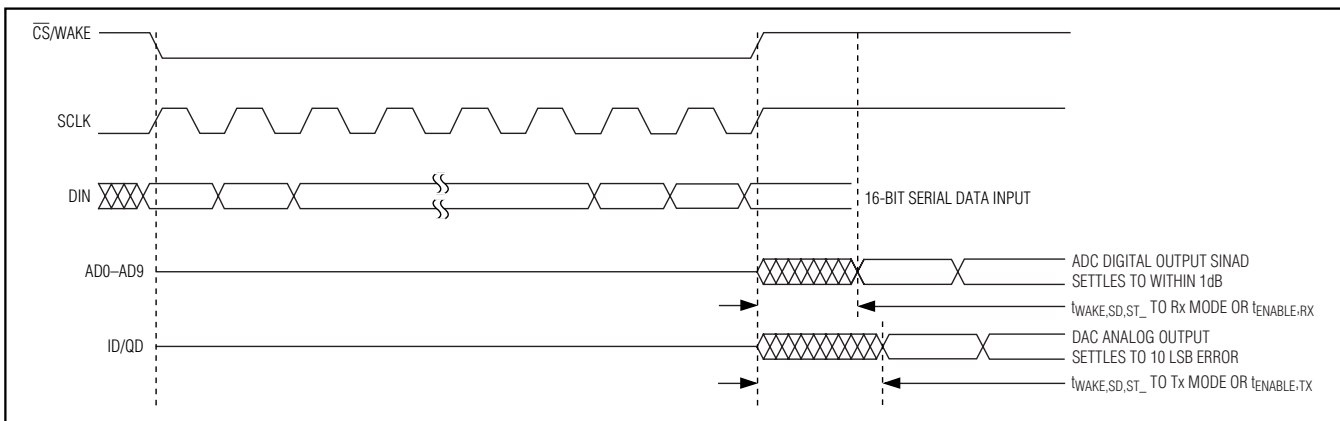 CS/WAKE
SCLK
DIN
16-BIT SERIAL DATA INPUT
AD0–AD9
ADC DIGITAL OUTPUT SINAD
SETTLES TO WITHIN 1dB
tWAKE,SD,ST_ TO Rx MODE OR tENABLE,RX
ID/QD
DAC ANALOG OUTPUT
SETTLES TO 10 LSB ERROR
tWAKE,SD,ST_ TO Tx MODE OR tENABLE,TX